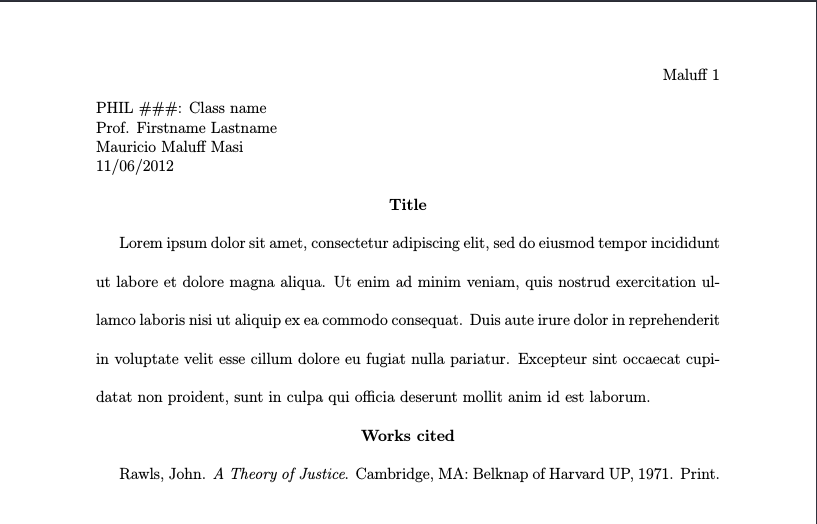 Maluff 1
PHIL ###: Class name
Prof. Firstname Lastname
Mauricio Maluff Masi
11/06/2012
Title
Lorem ipsum dolor sit amet, consectetur adipiscing elit, sed do eiusmod tempor incididunt
ut labore et dolore magna aliqua. Ut enim ad minim veniam, quis nostrud exercitation ul-
lamco laboris nisi ut aliquip ex ea commodo consequat. Duis aute irure dolor in reprehenderit
in voluptate velit esse cillum dolore eu fugiat nulla pariatur. Excepteur sint occaecat cupi-
datat non proident, sunt in culpa qui officia deserunt mollit anim id est laborum.
Works cited
Rawls, John. A Theory of Justice. Cambridge, MA: Belknap of Harvard UP, 1971. Print.